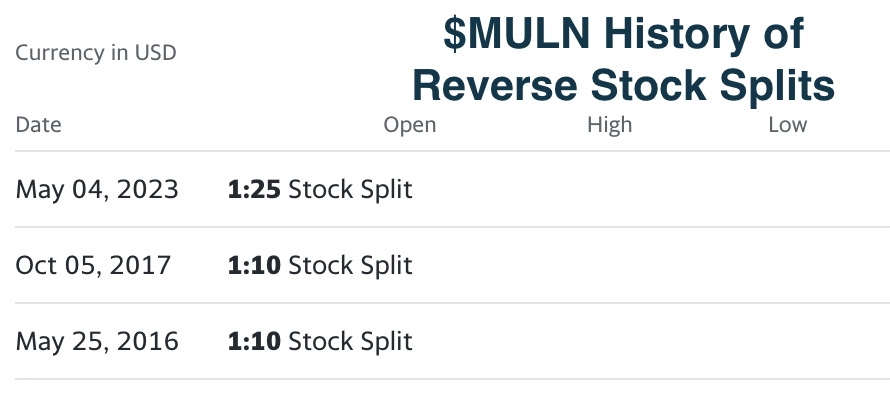 $MULN History of
Reverse Stock Splits
Currency in USD
Date Open High Low
May 04, 2023 1:25 Stock Split
Oct 05, 2017 1:10 Stock Split
May 25, 2016 1:10 Stock Split